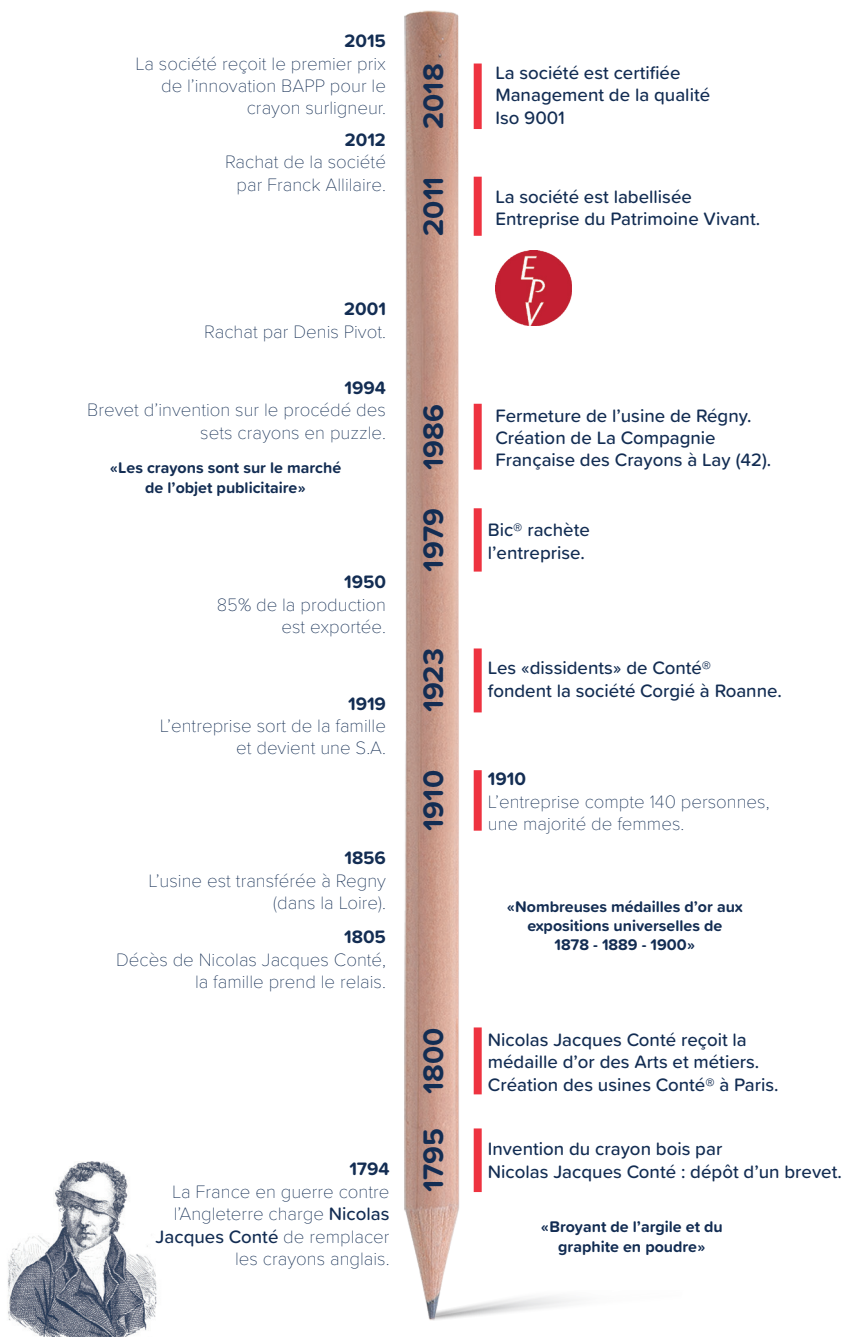 2015
La société reçoit le premier prix
de l'innovation BAPP pour le
crayon surligneur.
2018
La société est certifiée
Management de la qualité
Iso 9001
2012
Rachat de la société
par Franck Allilaire.
2011
La société est labellisée
Entreprise du Patrimoine Vivant.
E
P
V
2001
Rachat par Denis Pivot.
1994
Brevet d'invention sur le procédé des
sets crayons en puzzle.
«Les crayons sont sur le marché
de l'objet publicitaire»
1986
Fermeture de l'usine de Régny.
Création de La Compagnie
Française des Crayons à Lay (42).
1979
Bic® rachète
l'entreprise.
1950
85% de la production
est exportée.
1923
Les «dissidents» de Conté®
fondent la société Corgié à Roanne.
1919
L'entreprise sort de la famille
et devient une S.A.
1910
1910
L'entreprise compte 140 personnes,
une majorité de femmes.
1856
L'usine est transférée à Regny
(dans la Loire).
«Nombreuses médailles d'or aux
expositions universelles de
1878 - 1889 - 1900»
1805
Décès de Nicolas Jacques Conté,
la famille prend le relais.
1800
Nicolas Jacques Conté reçoit la
médaille d'or des Arts et métiers.
Création des usines Conté® à Paris.
1795
Invention du crayon bois par
Nicolas Jacques Conté : dépôt d'un brevet.
1794
La France en guerre contre
l'Angleterre charge Nicolas
Jacques Conté de remplacer
les crayons anglais.
«Broyant de l'argile et du
graphite en poudre»